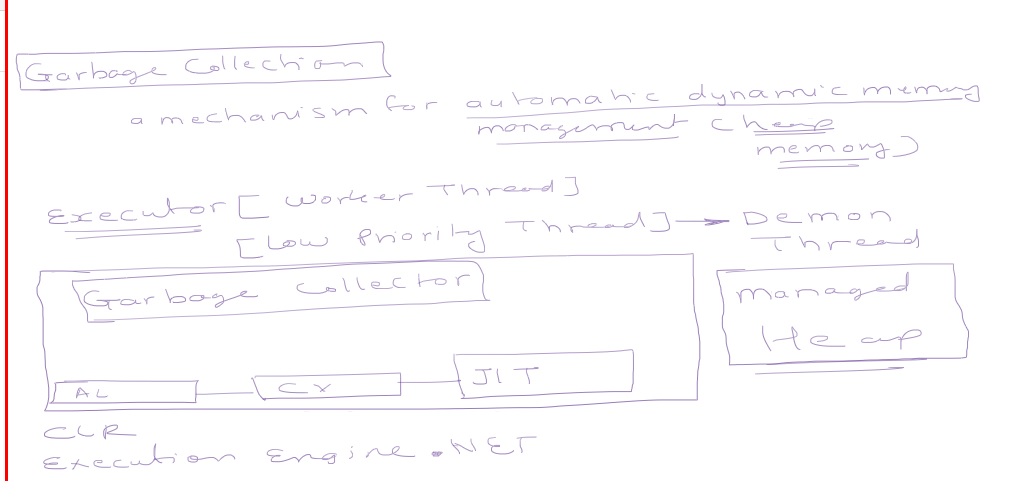 Garbage Collection
a mechanism for automatic dynamic memory
management (heap
memory)
Executor [ Worker Thread ]
[ Low Priority Thread ] → Demon
Thread
Garbage Collector
Managed
Heap
AL CV JIT
CLR
Execution Engine .NET